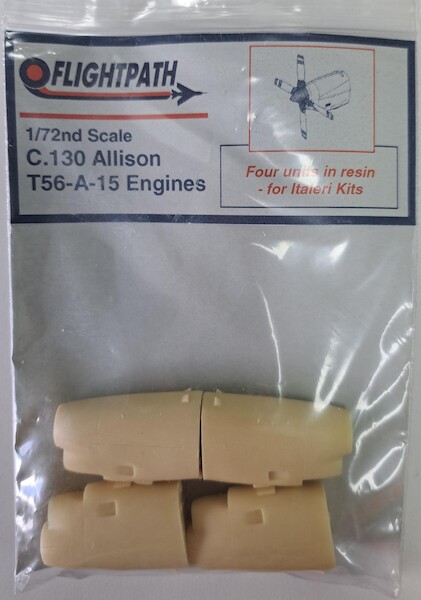 FLIGHTPATH
1/72nd Scale
C.130 Allison
T56-A-15 Engines
Four units in resin
- for Italeri Kits